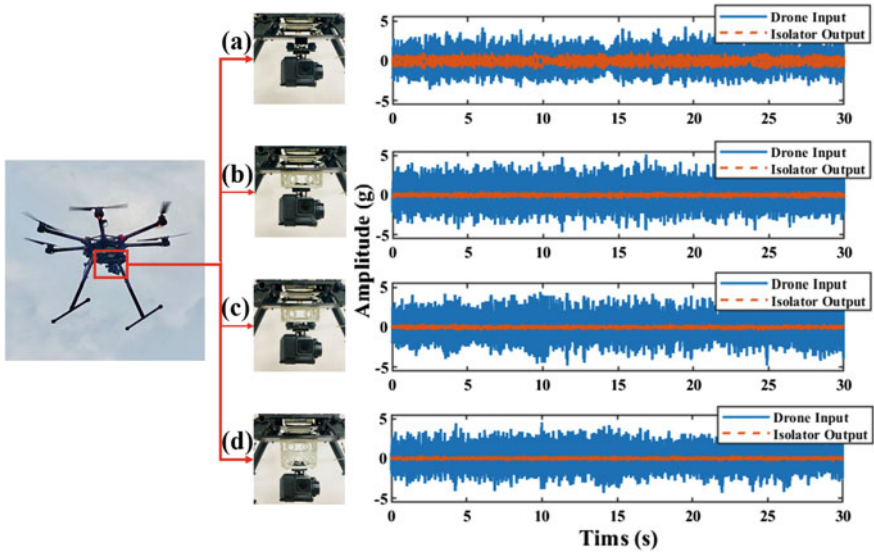 (a)
5
0
-5
0 5 10 15 20 25 30
Drone Input
Isolator Output
(b)
5
0
-5
0 5 10 15 20 25 30
Drone Input
Isolator Output
Amplitude (g)
(c)
5
0
-5
0 5 10 15 20 25 30
Drone Input
Isolator Output
(d)
5
0
-5
0 5 10 15 20 25 30
Drone Input
Isolator Output
Tims (s)